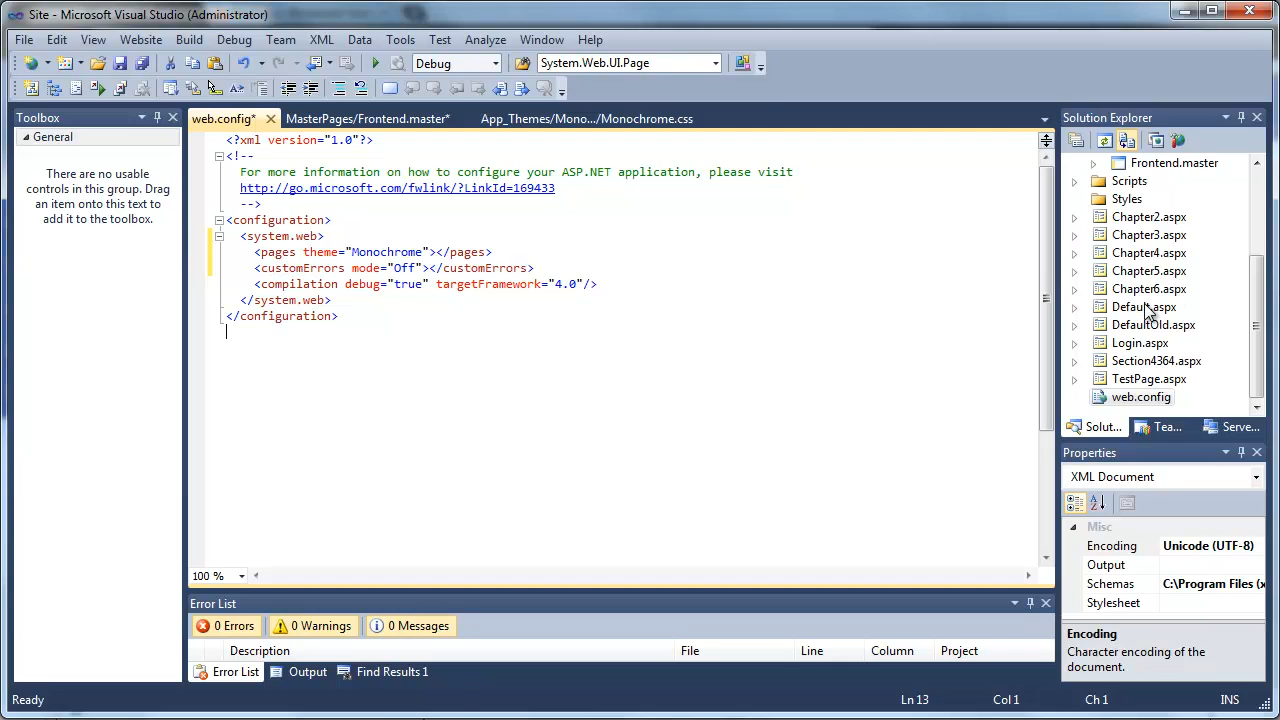 Site - Microsoft Visual Studio (Administrator)
File Edit View Website Build Debug Team XML Data Tools Test Analyze Window Help
Debug System.Web.UI.Page
Toolbox
General
There are no usable
controls in this group. Drag
an item onto this text to
add it to the toolbox.
web.config* MasterPages/Frontend.master* App_Themes/Mono.../Monochrome.css
<?xml version="1.0"?>
<!--
For more information on how to configure your ASP.NET application, please visit
http://go.microsoft.com/fwlink/?LinkId=169433
-->
<configuration>
<system.web>
<pages theme="Monochrome"></pages>
<customErrors mode="Off"></customErrors>
<compilation debug="true" targetFramework="4.0"/>
</system.web>
</configuration>
100 %
Solution Explorer
Frontend.master
Scripts
Styles
Chapter2.aspx
Chapter3.aspx
Chapter4.aspx
Chapter5.aspx
Chapter6.aspx
Default.aspx
DefaultOld.aspx
Login.aspx
Section4364.aspx
TestPage.aspx
web.config
Solut... Tea... Serve...
Properties
XML Document
Misc
Encoding Unicode (UTF-8)
Output
Schemas C:\Program Files (x
Stylesheet
Encoding
Character encoding of the
document.
Error List
0 Errors 0 Warnings 0 Messages
Description File Line Column Project
Error List Output Find Results 1
Ready Ln 13 Col 1 Ch 1 INS